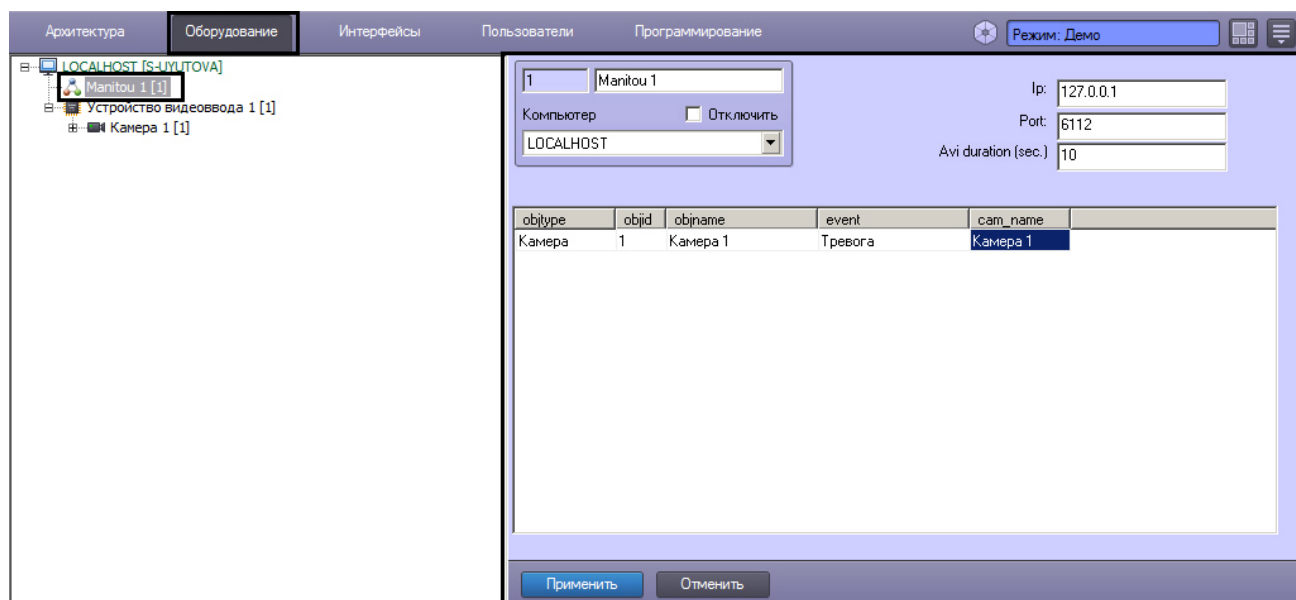 Архитектура Оборудование Интерфейсы Пользователи Программирование Режим: Демо
LOCALHOST [S-UYUTOVA]
Manitou 1 [1]
Устройство видеоввода 1 [1]
Камера 1 [1]
1 Manitou 1
Компьютер Отключить
LOCALHOST
Ip: 127.0.0.1
Port: 6112
Avi duration (sec.) 10
objtype objid objname event cam_name
Камера 1 Камера 1 Тревога Камера 1
Применить Отменить